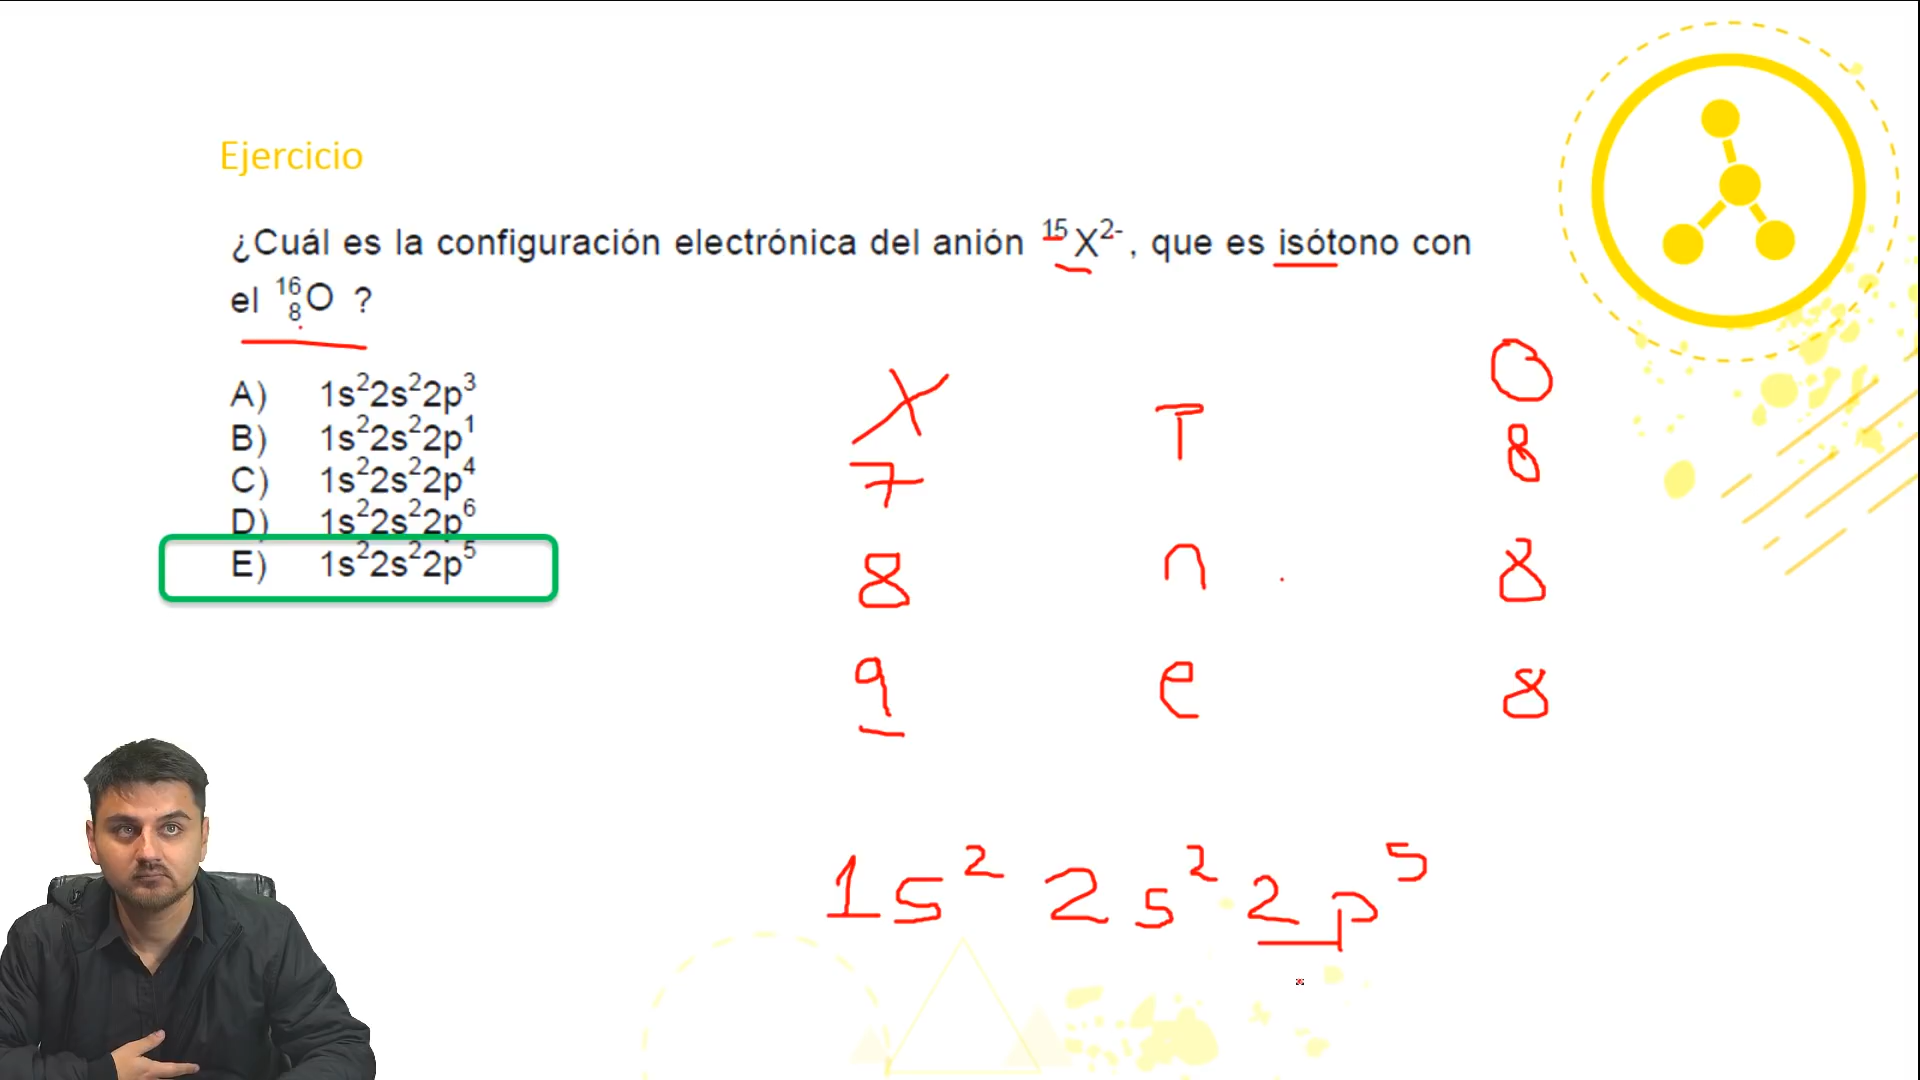 Ejercicio
¿Cuál es la configuración electrónica del anión ¹⁵X²⁻, que es isótono con
el ¹⁶₈O ?
A) 1s²2s²2p³
B) 1s²2s²2p¹
C) 1s²2s²2p⁴
D) 1s²2s²2p⁶
E) 1s²2s²2p⁵
X O
7 P 8
8 n 8
9 e 8
1s² 2s² 2p⁵